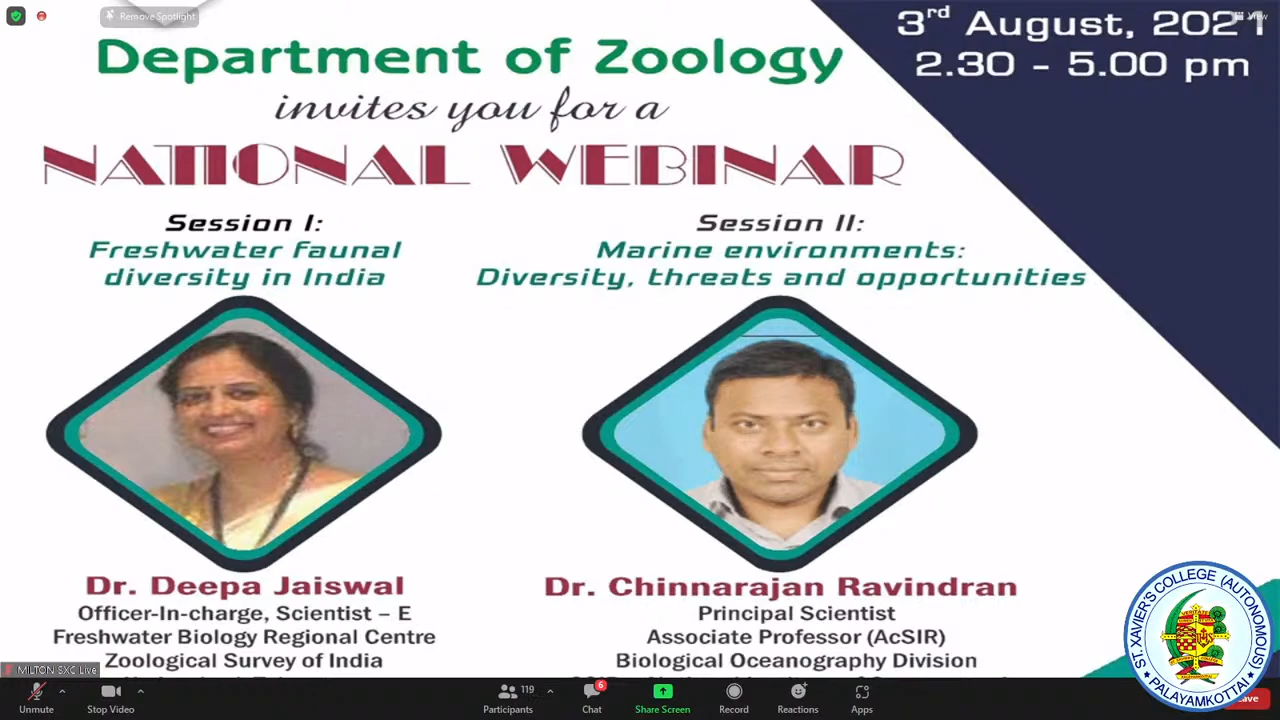 Remove Spotlight
View
3rd August, 2021
2.30 - 5.00 pm
Department of Zoology
invites you for a
NATIONAL WEBINAR
Session I:
Freshwater faunal
diversity in India
Session II:
Marine environments:
Diversity, threats and opportunities
Dr. Deepa Jaiswal
Officer-In-charge, Scientist – E
Freshwater Biology Regional Centre
Zoological Survey of India
Dr. Chinnarajan Ravindran
Principal Scientist
Associate Professor (AcSIR)
Biological Oceanography Division
ST. XAVIER'S COLLEGE (AUTONOMOUS)
PALAYAMKOTTAI
MILTON SXC Live
Unmute
Stop Video
119
Participants
6
Chat
Share Screen
Record
Reactions
Apps